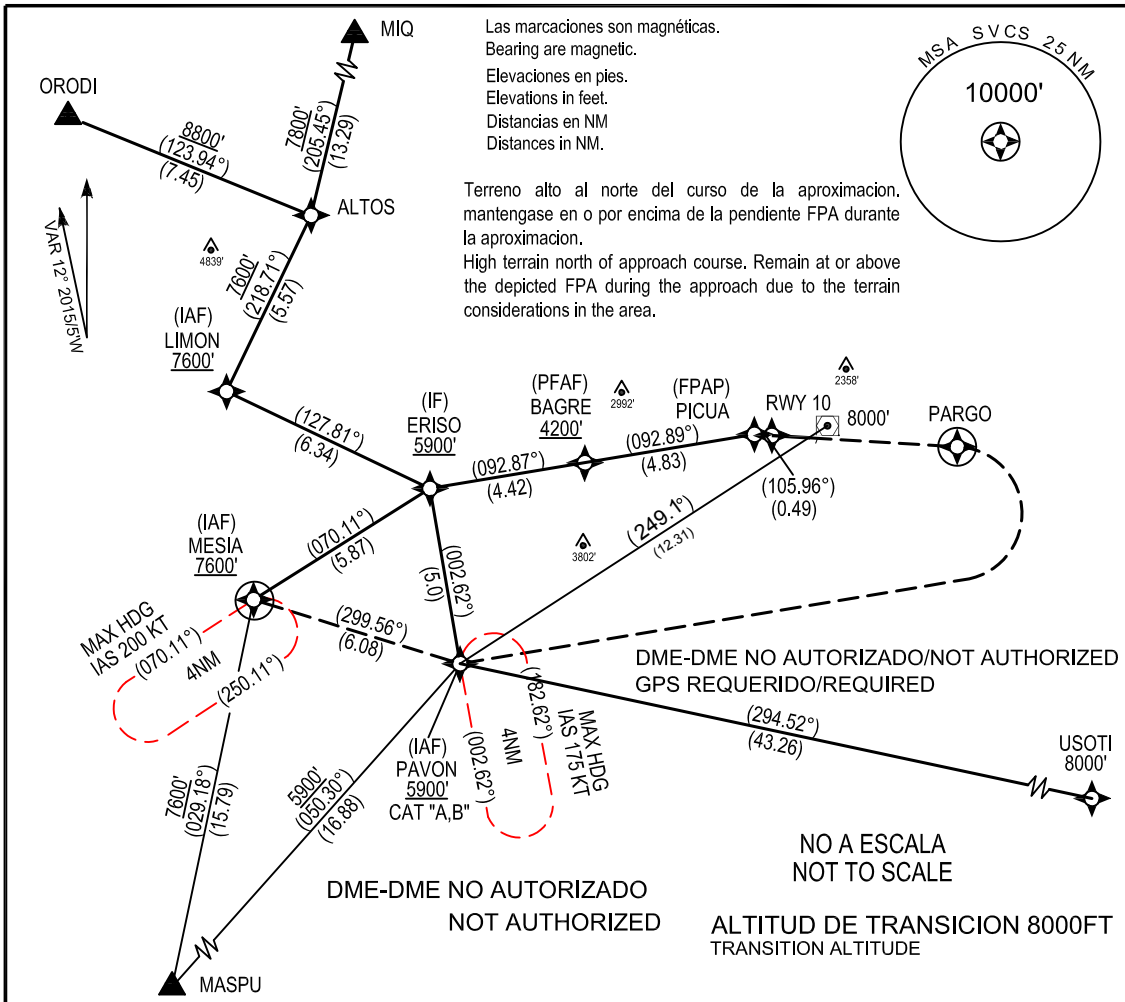 MIQ
Las marcaciones son magnéticas.
Bearing are magnetic.
Elevaciones en pies.
Elevations in feet.
Distancias en NM
Distances in NM.
MSA SVCS 25 NM
10000'
ORODI
8800'
(123.94°)
(7.45)
7800'
(205.45°)
(13.29)
ALTOS
Terreno alto al norte del curso de la aproximacion.
mantengase en o por encima de la pendiente FPA durante
la aproximacion.
High terrain north of approach course. Remain at or above
the depicted FPA during the approach due to the terrain
considerations in the area.
VAR 12° 2015/5'W
4839'
7600'
(218.71°)
(5.57)
(IAF)
LIMON
7600'
(127.81°)
(6.34)
(IF)
ERISO
5900'
(PFAF)
BAGRE
4200'
2992'
(FPAP)
PICUA
RWY 10
2358'
8000'
PARGO
(092.87°)
(4.42)
(092.89°)
(4.83)
(105.96°)
(0.49)
(IAF)
MESIA
7600'
(070.11°)
(5.87)
(002.62°)
(5.0)
3802'
(249.1°)
(12.31)
(299.56°)
(6.08)
MAX HDG
IAS 200 KT
(070.11°)
4NM
(250.11°)
DME-DME NO AUTORIZADO/NOT AUTHORIZED
GPS REQUERIDO/REQUIRED
(182.62°)
4NM
(002.62°)
MAX HDG
IAS 175 KT
(294.52°)
(43.26)
USOTI
8000'
(IAF)
PAVON
5900'
CAT "A,B"
7600'
(029.18°)
(15.79)
5900'
(050.30°)
(16.88)
NO A ESCALA
NOT TO SCALE
DME-DME NO AUTORIZADO
NOT AUTHORIZED
ALTITUD DE TRANSICION 8000FT
TRANSITION ALTITUDE
MASPU